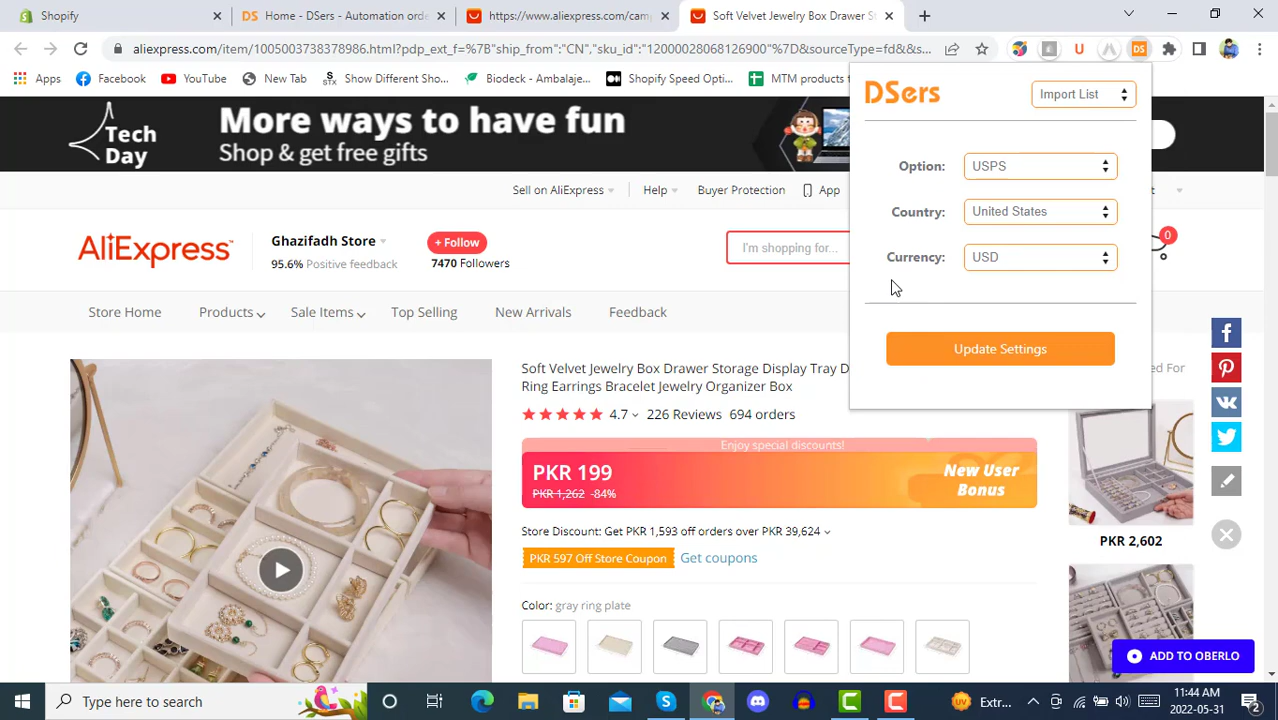 Shopify
DS Home - DSers - Automation order
https://www.aliexpress.com/camp
Soft Velvet Jewelry Box Drawer S
aliexpress.com/item/1005003738378986.html?pdp_ext_f=%7B"ship_from":"CN","sku_id":"12000028068126900"%7D&sourceType=fd&&s...
U
DS
Apps
Facebook
YouTube
New Tab
STX
Show Different Sho...
Biodeck - Ambalaje...
Shopify Speed Opti...
MTM products
Tech Day
More ways to have fun
Shop & get free gifts
DSers
Import List
Option:
USPS
Country:
United States
Currency:
USD
Update Settings
Sell on AliExpress
Help
Buyer Protection
App
AliExpress
Ghazifadh Store
95.6% Positive feedback
+ Follow
7470 Followers
I'm shopping for...
0
Store Home
Products
Sale Items
Top Selling
New Arrivals
Feedback
Soft Velvet Jewelry Box Drawer Storage Display Tray D
Ring Earrings Bracelet Jewelry Organizer Box
4.7
226 Reviews
694 orders
Enjoy special discounts!
PKR 199
PKR 1,262 -84%
New User
Bonus
Store Discount: Get PKR 1,593 off orders over PKR 39,624
PKR 597 Off Store Coupon
Get coupons
Color: gray ring plate
ed For
PKR 2,602
ADD TO OBERLO
Type here to search
Extr...
11:44 AM
2022-05-31
2